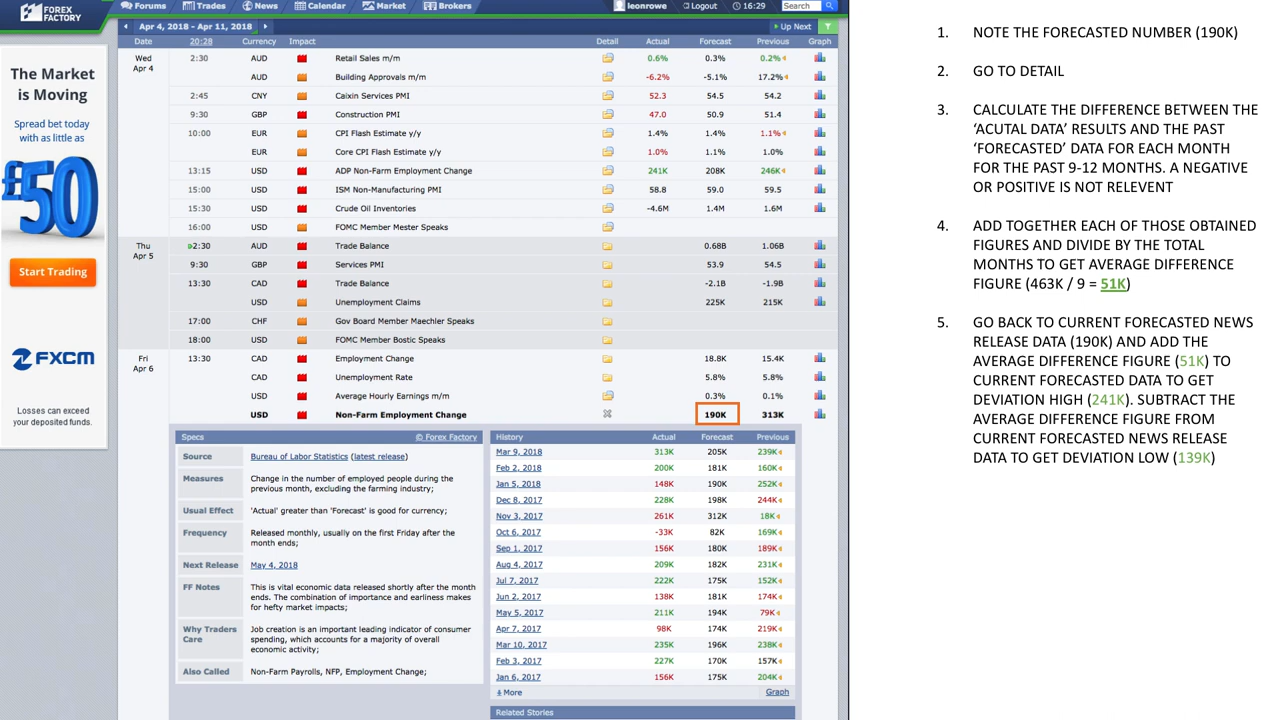 FOREX
FACTORY
Forums Trades News Calendar Market Brokers leonrowe Logout 16:29 Search
Apr 4, 2018 - Apr 11, 2018 Up Next
Date 20:28 Currency Impact Detail Actual Forecast Previous Graph
Wed
Apr 4
2:30 AUD Retail Sales m/m 0.6% 0.3% 0.2%
AUD Building Approvals m/m -6.2% -5.1% 17.2%
2:45 CNY Caixin Services PMI 52.3 54.5 54.2
9:30 GBP Construction PMI 47.0 50.9 51.4
10:00 EUR CPI Flash Estimate y/y 1.4% 1.4% 1.1%
EUR Core CPI Flash Estimate y/y 1.0% 1.1% 1.0%
13:15 USD ADP Non-Farm Employment Change 241K 208K 246K
15:00 USD ISM Non-Manufacturing PMI 58.8 59.0 59.5
15:30 USD Crude Oil Inventories -4.6M 1.4M 1.6M
16:00 USD FOMC Member Mester Speaks
Thu
Apr 5
2:30 AUD Trade Balance 0.68B 1.06B
9:30 GBP Services PMI 53.9 54.5
13:30 CAD Trade Balance -2.1B -1.9B
USD Unemployment Claims 225K 215K
17:00 CHF Gov Board Member Maechler Speaks
18:00 USD FOMC Member Bostic Speaks
Fri
Apr 6
13:30 CAD Employment Change 18.8K 15.4K
CAD Unemployment Rate 5.8% 5.8%
USD Average Hourly Earnings m/m 0.3% 0.1%
USD Non-Farm Employment Change 190K 313K
Specs © Forex Factory
Source Bureau of Labor Statistics (latest release)
Measures Change in the number of employed people during the
previous month, excluding the farming industry;
Usual Effect 'Actual' greater than 'Forecast' is good for currency;
Frequency Released monthly, usually on the first Friday after the
month ends;
Next Release May 4, 2018
FF Notes This is vital economic data released shortly after the month
ends. The combination of importance and earliness makes
for hefty market impacts;
Why Traders
Care
Job creation is an important leading indicator of consumer
spending, which accounts for a majority of overall
economic activity;
Also Called Non-Farm Payrolls, NFP, Employment Change;
History Actual Forecast Previous
Mar 9, 2018 313K 205K 239K
Feb 2, 2018 200K 181K 160K
Jan 5, 2018 148K 190K 252K
Dec 8, 2017 228K 198K 244K
Nov 3, 2017 261K 312K 18K
Oct 6, 2017 -33K 82K 169K
Sep 1, 2017 156K 180K 189K
Aug 4, 2017 209K 182K 231K
Jul 7, 2017 222K 175K 152K
Jun 2, 2017 138K 181K 174K
May 5, 2017 211K 194K 79K
Apr 7, 2017 98K 174K 219K
Mar 10, 2017 235K 196K 238K
Feb 3, 2017 227K 170K 157K
Jan 6, 2017 156K 175K 204K
More Graph
Related Stories
The Market
is Moving
Spread bet today
with as little as
£50
Start Trading
FXCM
Losses can exceed
your deposited funds.
1. NOTE THE FORECASTED NUMBER (190K)
2. GO TO DETAIL
3. CALCULATE THE DIFFERENCE BETWEEN THE
‘ACUTAL DATA’ RESULTS AND THE PAST
‘FORECASTED’ DATA FOR EACH MONTH
FOR THE PAST 9-12 MONTHS. A NEGATIVE
OR POSITIVE IS NOT RELEVENT
4. ADD TOGETHER EACH OF THOSE OBTAINED
FIGURES AND DIVIDE BY THE TOTAL
MONTHS TO GET AVERAGE DIFFERENCE
FIGURE (463K / 9 = 51K)
5. GO BACK TO CURRENT FORECASTED NEWS
RELEASE DATA (190K) AND ADD THE
AVERAGE DIFFERENCE FIGURE (51K) TO
CURRENT FORECASTED DATA TO GET
DEVIATION HIGH (241K). SUBTRACT THE
AVERAGE DIFFERENCE FIGURE FROM
CURRENT FORECASTED NEWS RELEASE
DATA TO GET DEVIATION LOW (139K)